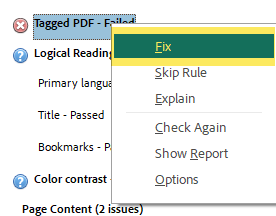 Tagged PDF - Failed
Logical Reading
Primary langua
Title - Passed
Bookmarks - P
Color contrast -
Page Content (2 issues)
Fix
Skip Rule
Explain
Check Again
Show Report
Options